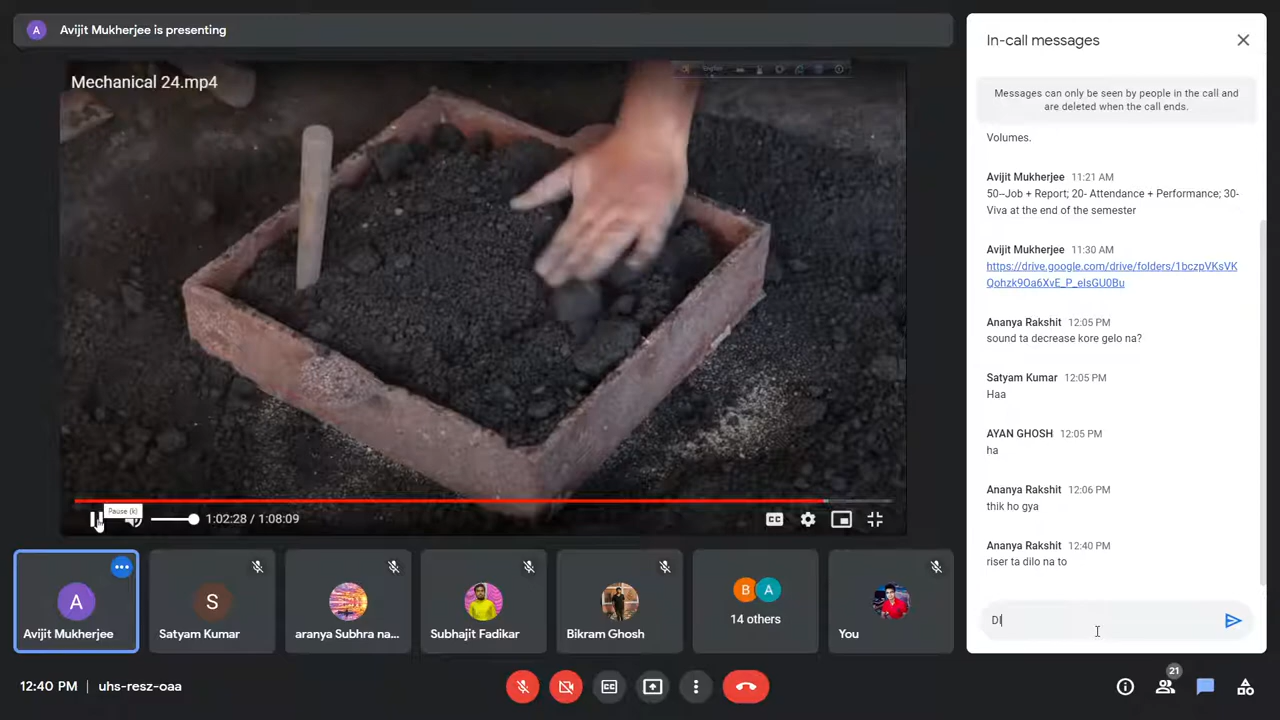 A Avijit Mukherjee is presenting
In-call messages
Messages can only be seen by people in the call and
are deleted when the call ends.
Volumes.
Avijit Mukherjee 11:21 AM
50--Job + Report; 20- Attendance + Performance; 30-
Viva at the end of the semester
Avijit Mukherjee 11:30 AM
https://drive.google.com/drive/folders/1bczpVKsVK
Qohzk9Oa6XvE_P_eIsGU0Bu
Ananya Rakshit 12:05 PM
sound ta decrease kore gelo na?
Satyam Kumar 12:05 PM
Haa
AYAN GHOSH 12:05 PM
ha
Ananya Rakshit 12:06 PM
thik ho gya
Ananya Rakshit 12:40 PM
riser ta dilo na to
DI
Mechanical 24.mp4
Pause (k)
1:02:28 / 1:08:09
CC
A
Avijit Mukherjee
S
Satyam Kumar
aranya Subhra na...
Subhajit Fadikar
Bikram Ghosh
B A
14 others
You
12:40 PM | uhs-resz-oaa
CC
21